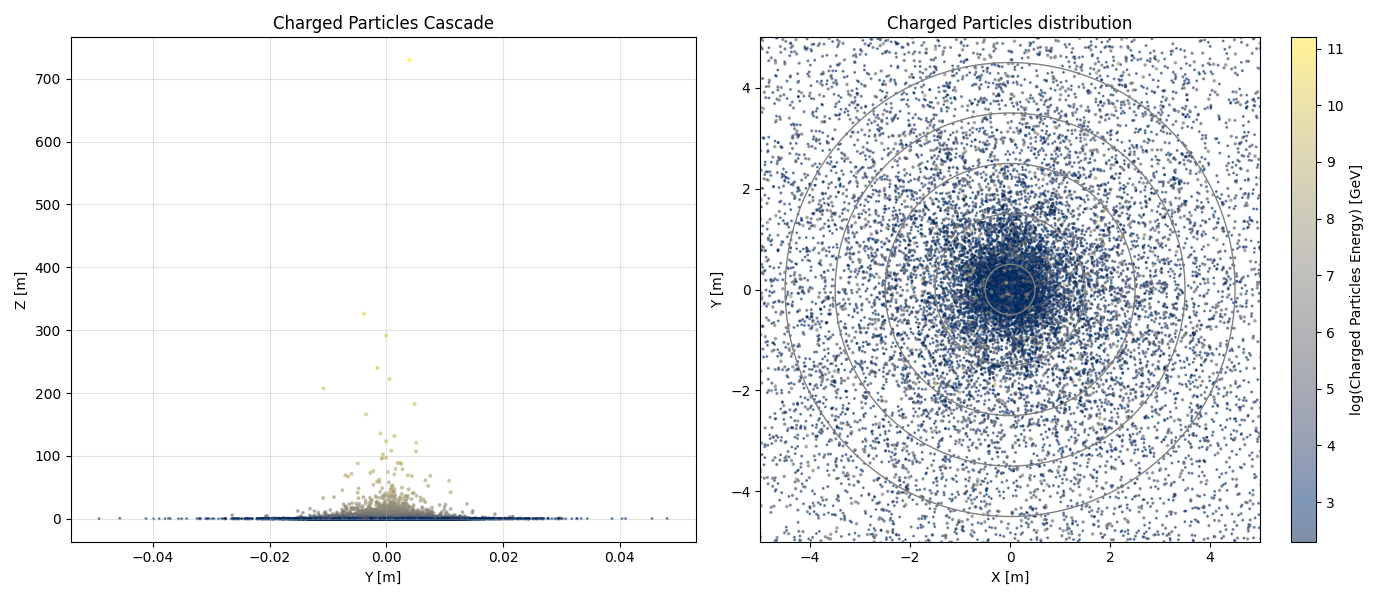 Charged Particles Cascade
Z [m]
700
600
500
400
300
200
100
0
−0.04 −0.02 0.00 0.02 0.04
Y [m]
Charged Particles distribution
Y [m]
4
2
0
−2
−4
−4 −2 0 2 4
X [m]
11
10
9
8
7
6
5
4
3
log(Charged Particles Energy) [GeV]